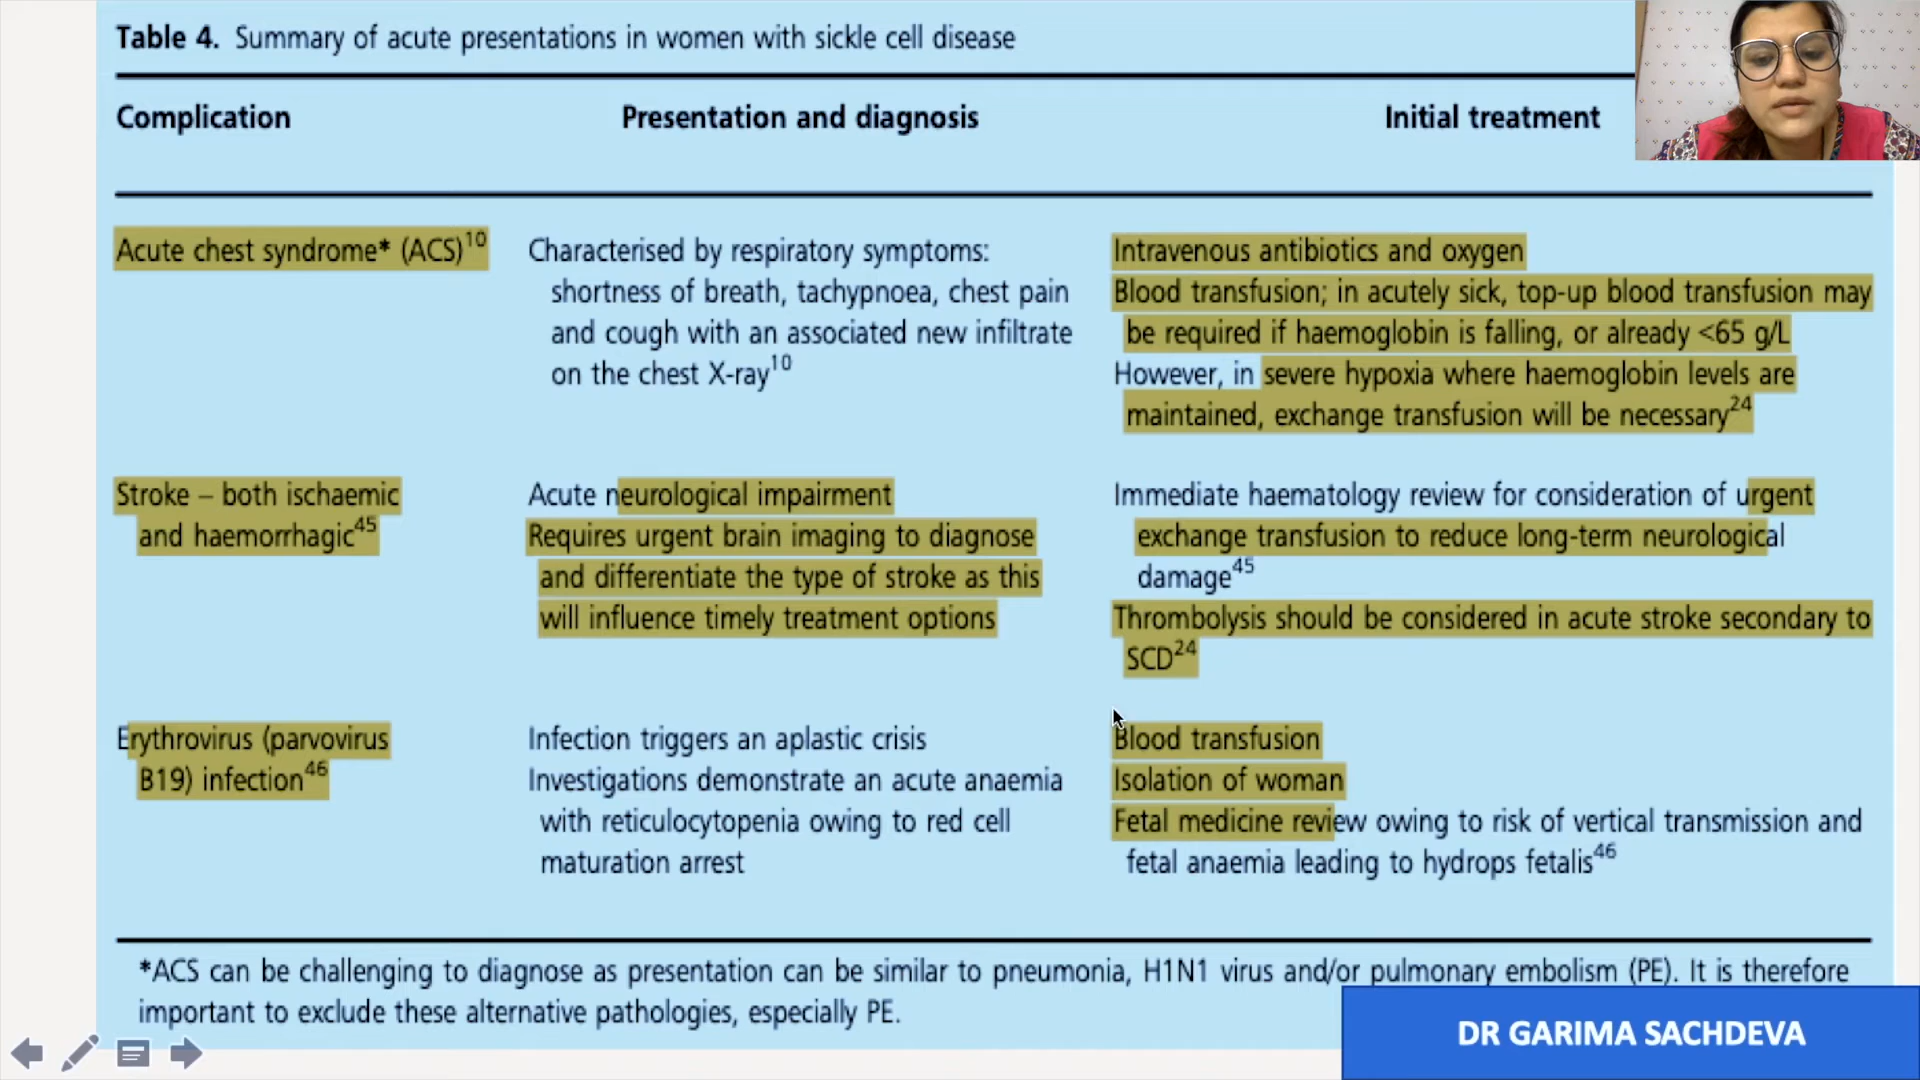 Table 4. Summary of acute presentations in women with sickle cell disease
Complication Presentation and diagnosis Initial treatment
Acute chest syndrome* (ACS)10
Characterised by respiratory symptoms:
shortness of breath, tachypnoea, chest pain
and cough with an associated new infiltrate
on the chest X-ray10
Intravenous antibiotics and oxygen
Blood transfusion; in acutely sick, top-up blood transfusion may
be required if haemoglobin is falling, or already <65 g/L
However, in severe hypoxia where haemoglobin levels are
maintained, exchange transfusion will be necessary24
Stroke – both ischaemic
and haemorrhagic45
Acute neurological impairment
Requires urgent brain imaging to diagnose
and differentiate the type of stroke as this
will influence timely treatment options
Immediate haematology review for consideration of urgent
exchange transfusion to reduce long-term neurological
damage45
Thrombolysis should be considered in acute stroke secondary to
SCD24
Erythrovirus (parvovirus
B19) infection46
Infection triggers an aplastic crisis
Investigations demonstrate an acute anaemia
with reticulocytopenia owing to red cell
maturation arrest
Blood transfusion
Isolation of woman
Fetal medicine review owing to risk of vertical transmission and
fetal anaemia leading to hydrops fetalis46
*ACS can be challenging to diagnose as presentation can be similar to pneumonia, H1N1 virus and/or pulmonary embolism (PE). It is therefore
important to exclude these alternative pathologies, especially PE.
DR GARIMA SACHDEVA